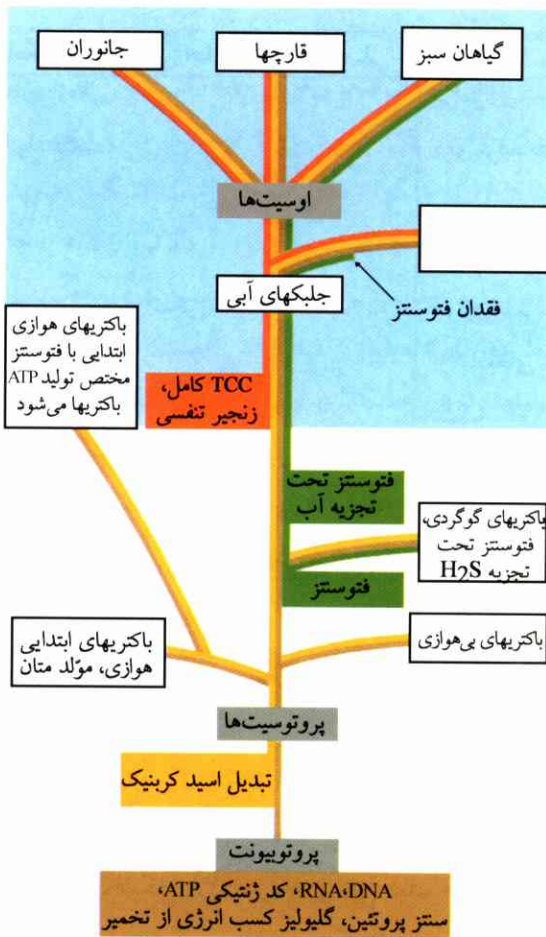 جانوران
قارچها
گیاهان سبز
اوسیت‌ها
جلبکهای آبی
فقدان فتوسنتز
باکتریهای هوازی
ابتدایی با فتوسنتز
مختص تولید ATP
باکتریها می‌شود
TCC کامل،
زنجیر تنفسی
فتوسنتز تحت
تجزیه آب
باکتریهای گوگردی،
فتوسنتز تحت
تجزیه H2S
فتوسنتز
باکتریهای ابتدایی
هوازی، موّلد متان
باکتریهای بی‌هوازی
پروتوسیت‌ها
تبدیل اسید کربنیک
پروتوبیونت
RNA،DNA، کد ژنتیکی ATP،
سنتز پروتئین، گلیولیز کسب انرژی از تخمیر